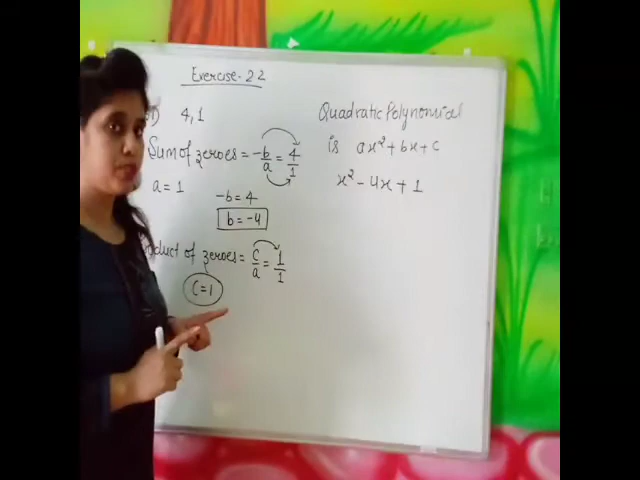 Exercise-2.2
4,1
Sum of zeroes = -b/a = 4/1
a = 1
-b = 4
b = -4
product of zeroes = c/a = 1/1
C = 1
Quadratic Polynomial
is ax² + bx + c
x² - 4x + 1